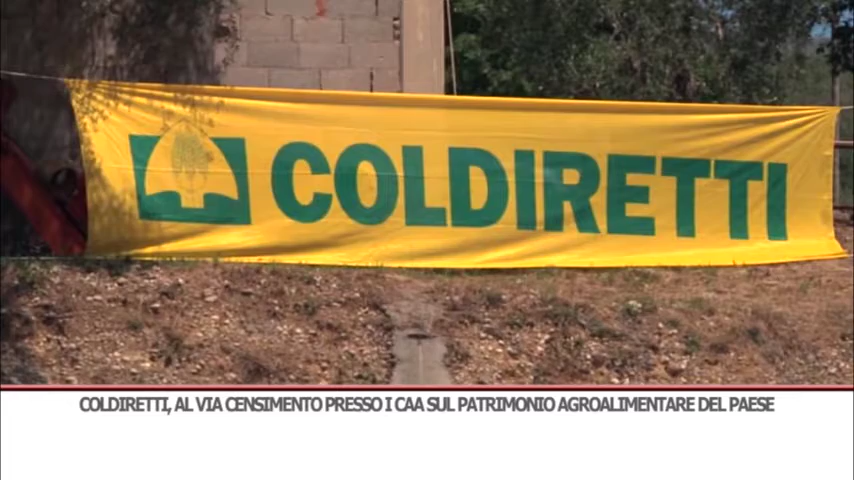 COLDIRETTI
COLDIRETTI, AL VIA CENSIMENTO PRESSO I CAA SUL PATRIMONIO AGROALIMENTARE DEL PAESE